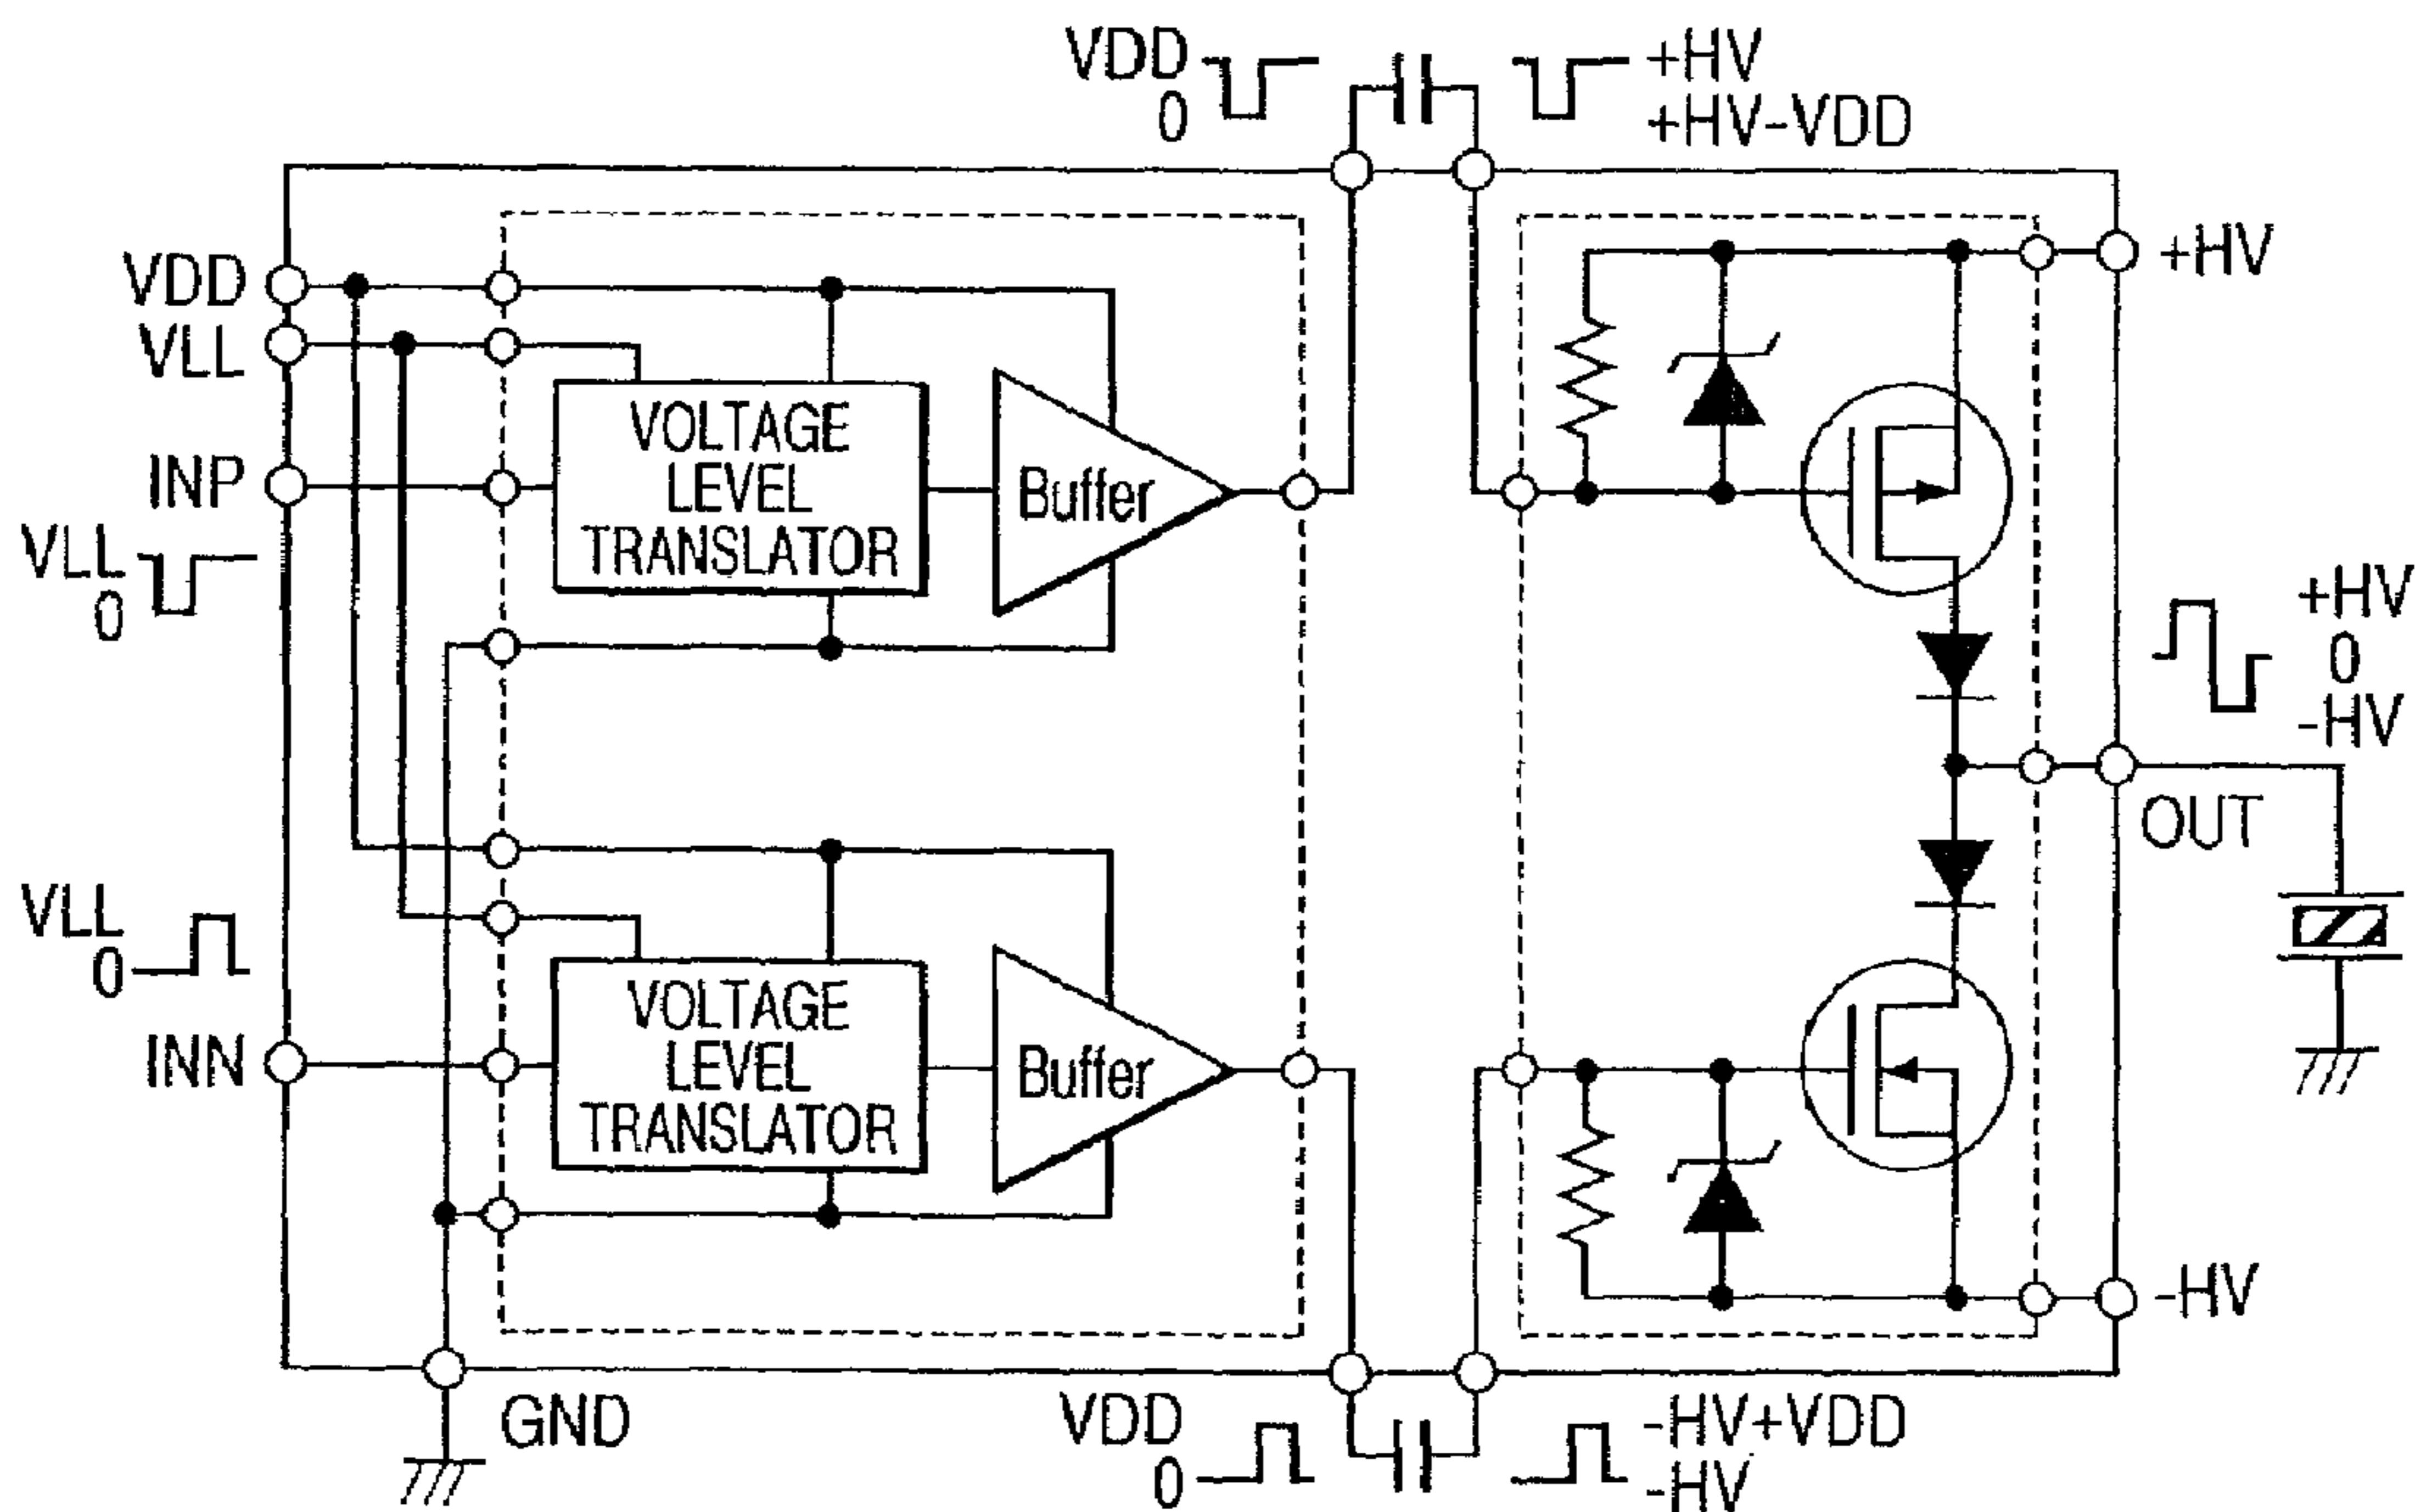 VDD
0
+HV
+HV-VDD
VDD
VLL
INP
VLL
0
VOLTAGE
LEVEL
TRANSLATOR
Buffer
+HV
+HV
0
-HV
OUT
VLL
0
INN
VOLTAGE
LEVEL
TRANSLATOR
Buffer
-HV
GND
VDD
0
-HV+VDD
-HV